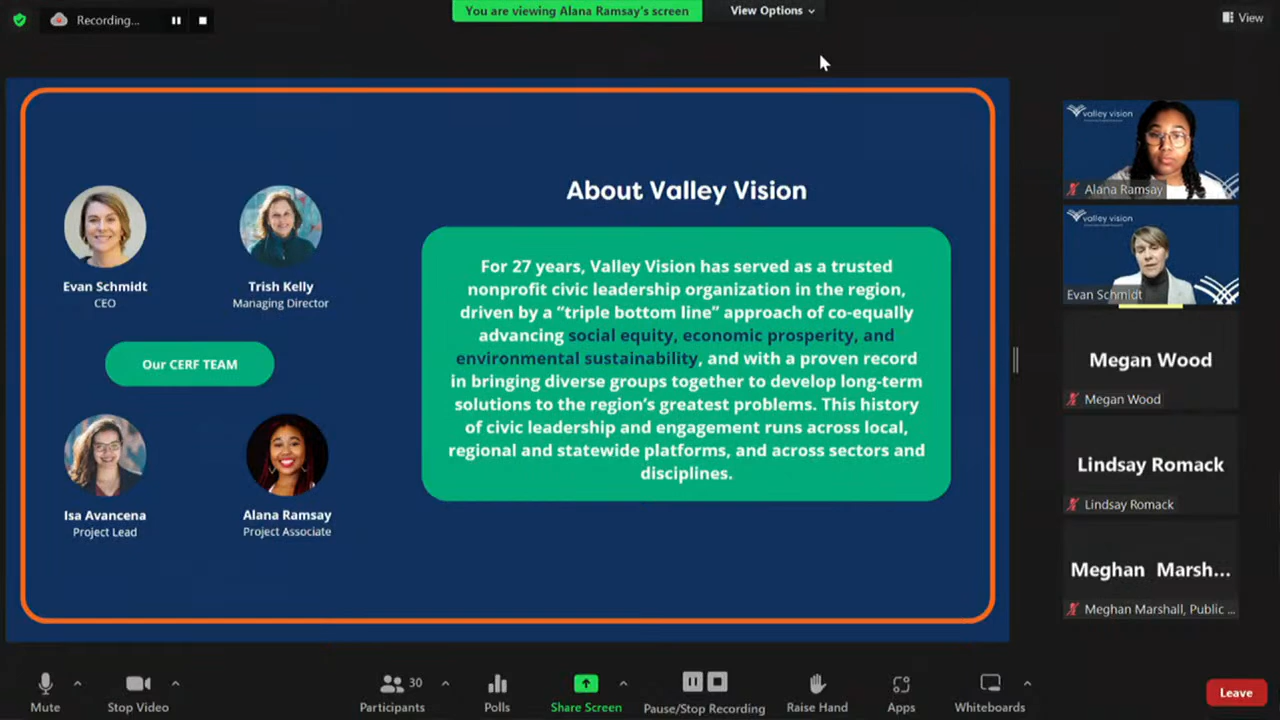 Recording...
You are viewing Alana Ramsay's screen
View Options
View
Evan Schmidt
CEO
Trish Kelly
Managing Director
Our CERF TEAM
Isa Avancena
Project Lead
Alana Ramsay
Project Associate
About Valley Vision
For 27 years, Valley Vision has served as a trusted
nonprofit civic leadership organization in the region,
driven by a “triple bottom line” approach of co-equally
advancing social equity, economic prosperity, and
environmental sustainability, and with a proven record
in bringing diverse groups together to develop long-term
solutions to the region’s greatest problems. This history
of civic leadership and engagement runs across local,
regional and statewide platforms, and across sectors and
disciplines.
valley vision
Alana Ramsay
valley vision
Evan Schmidt
Megan Wood
Megan Wood
Lindsay Romack
Lindsay Romack
Meghan Marsh...
Meghan Marshall, Public ...
Mute
Stop Video
30
Participants
Polls
Share Screen
Pause/Stop Recording
Raise Hand
Apps
Whiteboards
Leave